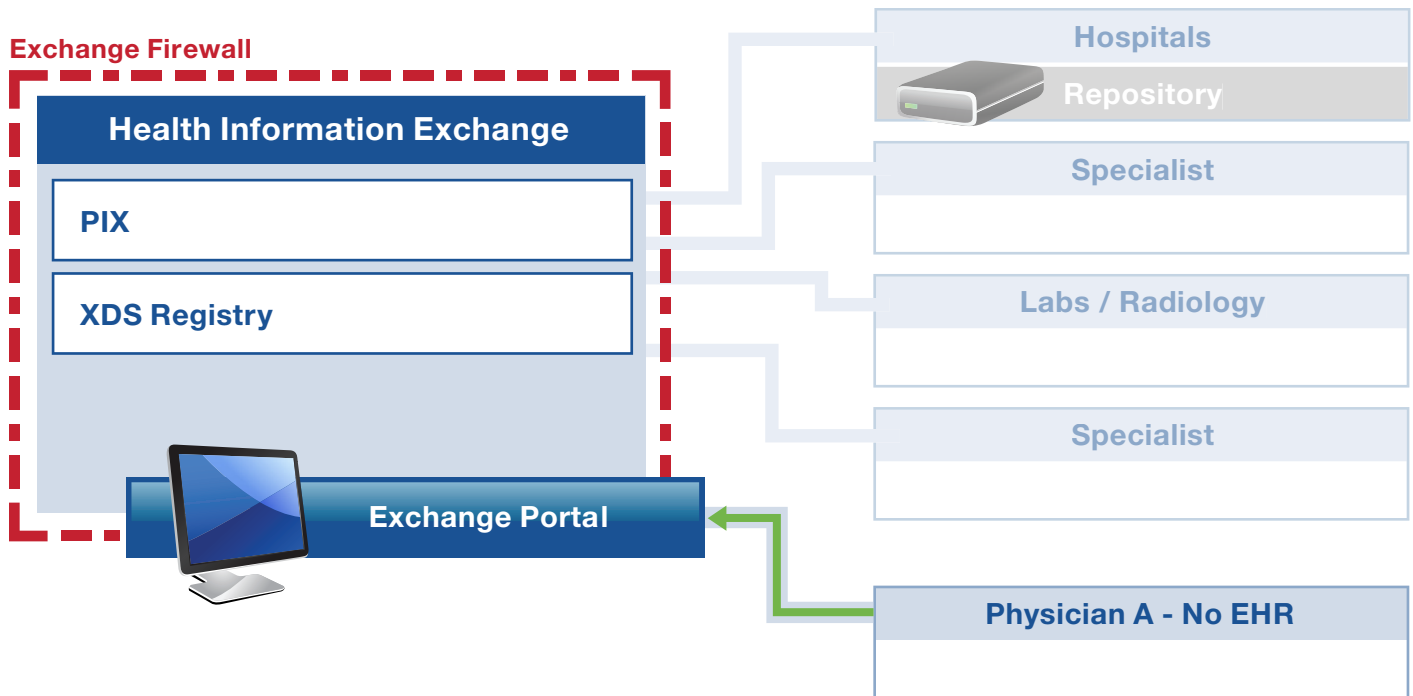 Exchange Firewall
Health Information Exchange
PIX
XDS Registry
Exchange Portal
Hospitals
Repository
Specialist
Labs / Radiology
Specialist
Physician A - No EHR